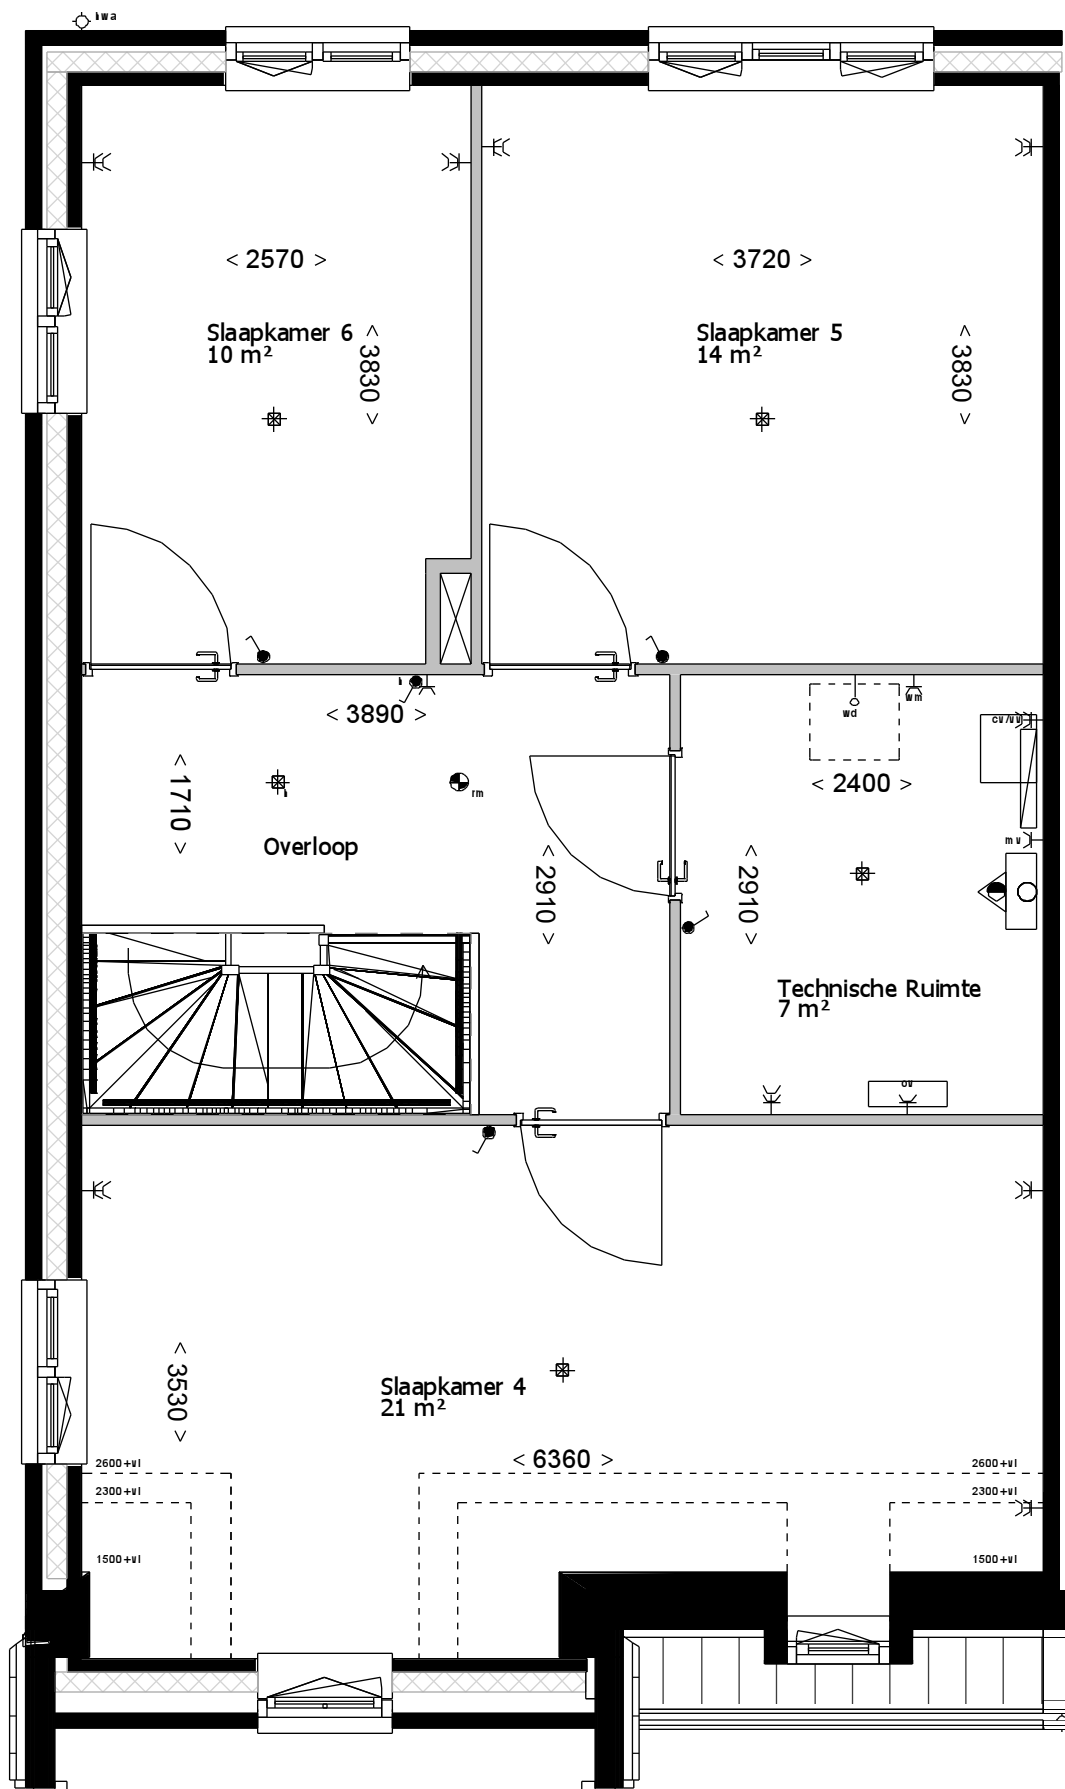 hwa
< 2570 >
< 3720 >
Slaapkamer 6
10 m²
< 3830 >
Slaapkamer 5
14 m²
< 3830 >
< 3890 >
wd
wm
cv/vv
< 1710 >
rm
< 2400 >
Overloop
mv
< 2910 >
< 2910 >
Technische Ruimte
7 m²
ov
< 3530 >
Slaapkamer 4
21 m²
< 6360 >
2600+vl
2600+vl
2300+vl
2300+vl
1500+vl
1500+vl